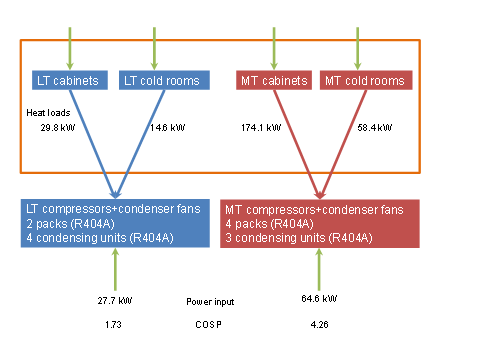 LT cabinets LT cold rooms MT cabinets MT cold rooms
Heat loads
29.8 kW 14.6 kW 174.1 kW 58.4 kW
LT compressors+condenser fans
2 packs (R404A)
4 condensing units (R404A)
MT compressors+condenser fans
4 packs (R404A)
3 condensing units (R404A)
27.7 kW Power input 64.6 kW
1.73 COSP 4.26